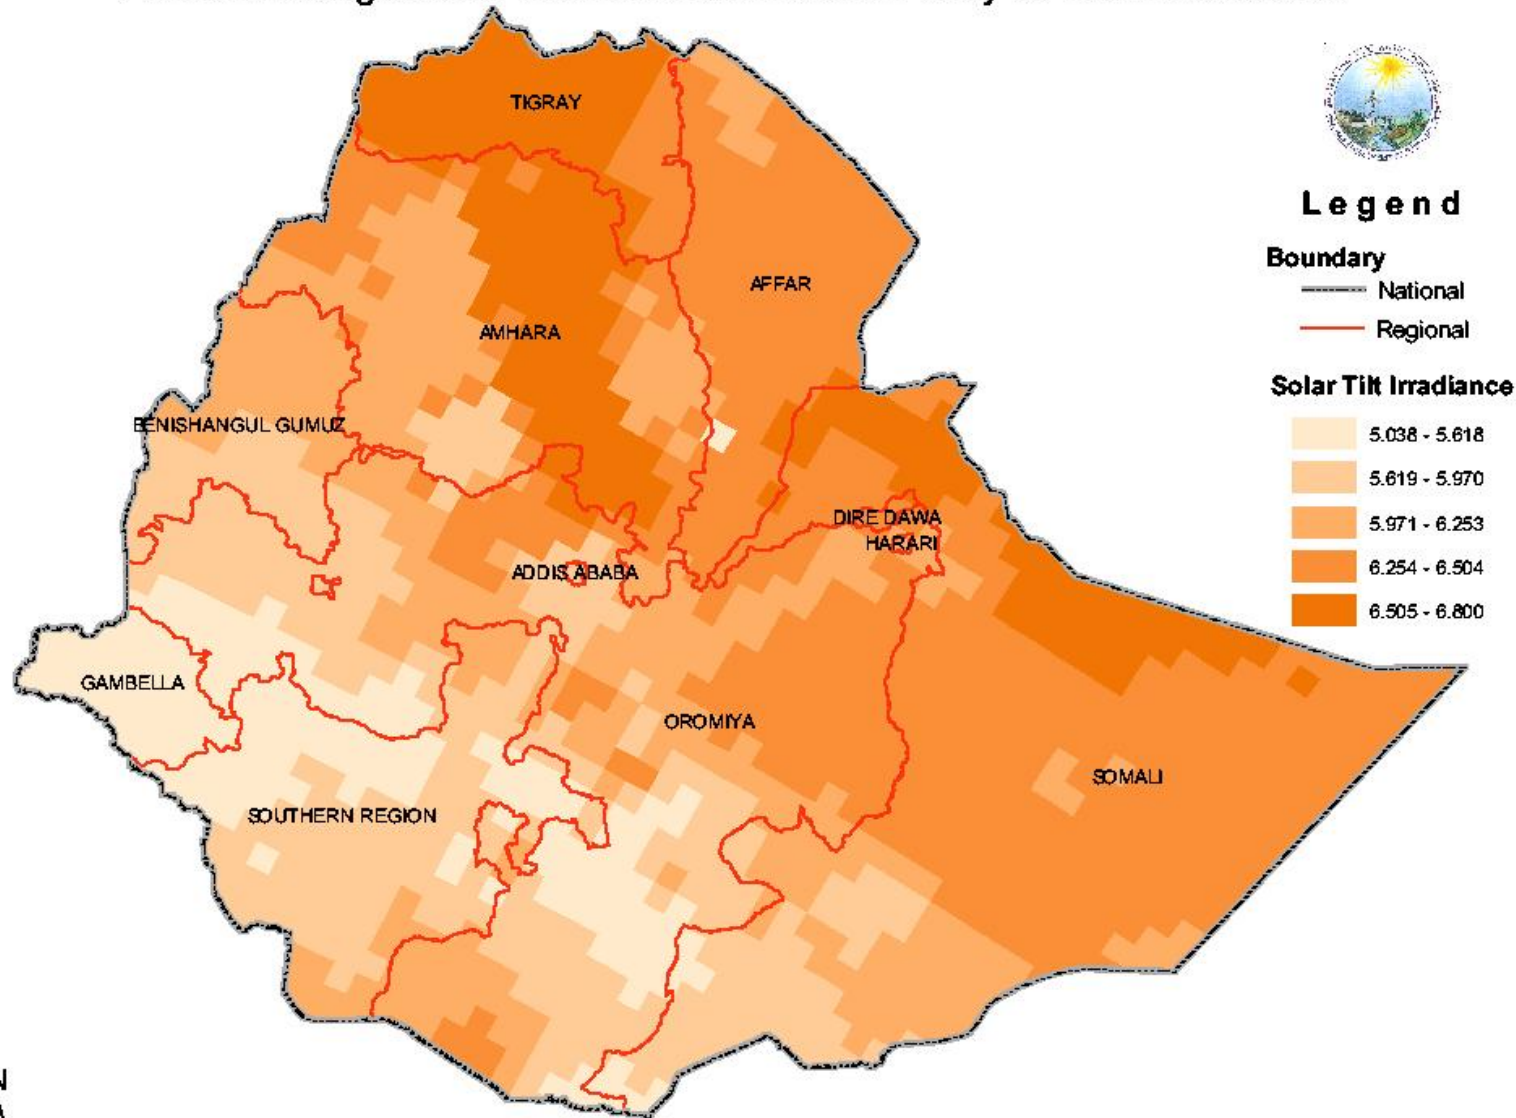 TIGRAY
AFFAR
AMHARA
BENISHANGUL GUMUZ
DIRE DAWA
HARARI
ADDIS ABABA
GAMBELLA
OROMIYA
SOMALI
SOUTHERN REGION
Legend
Boundary
National
Regional
Solar Tilt Irradiance
5.038 - 5.618
5.619 - 5.970
5.971 - 6.253
6.254 - 6.504
6.505 - 6.800
N